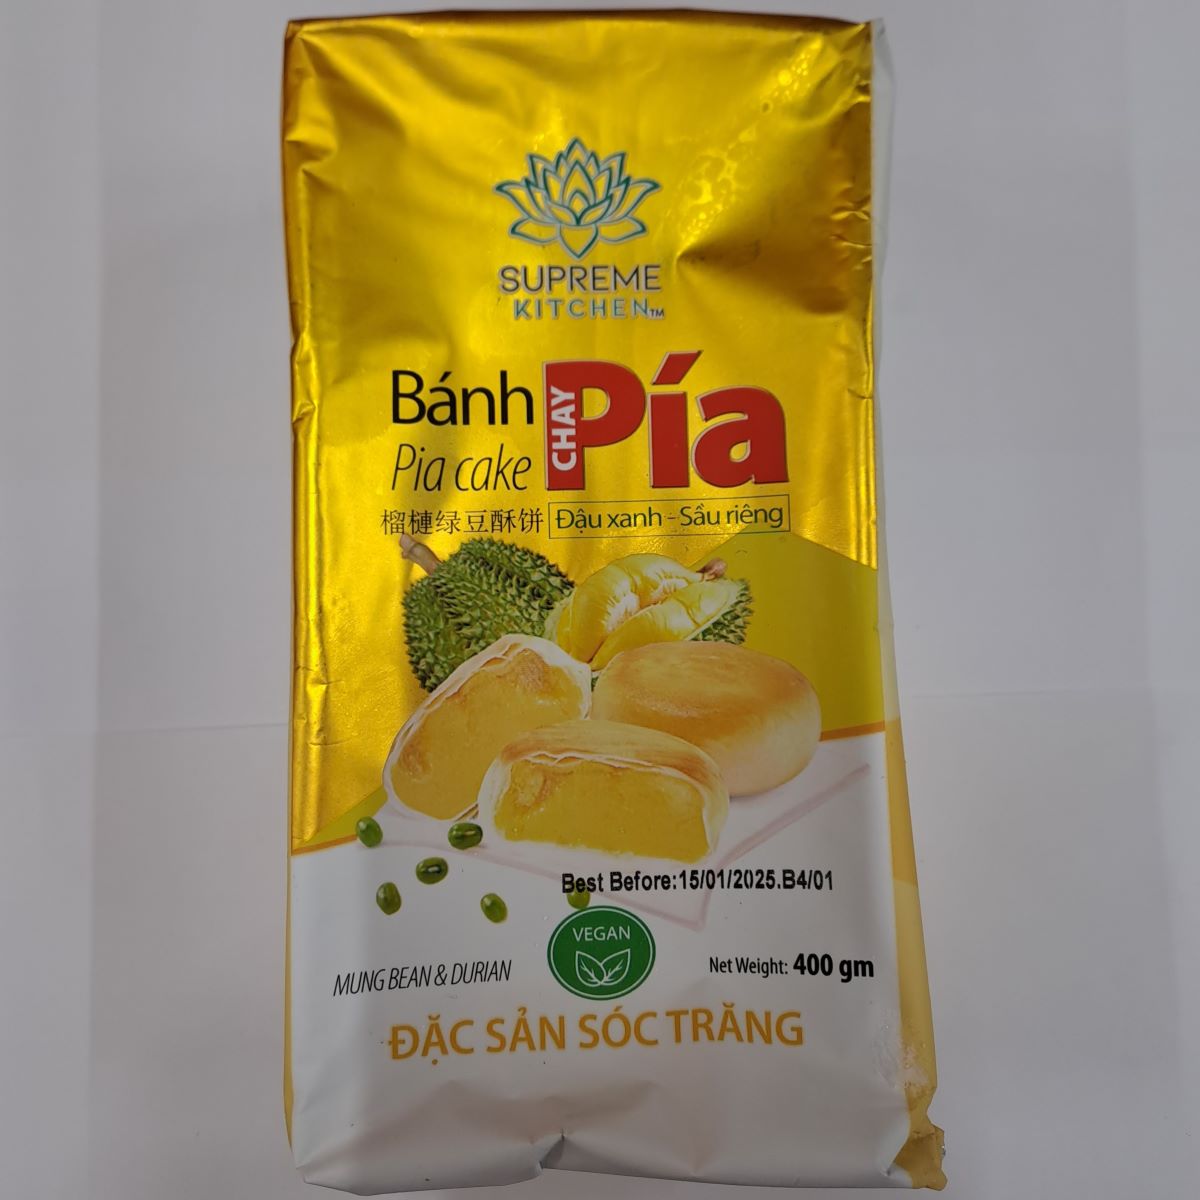 SUPREME
KITCHEN™
Bánh CHAY Pía
Pia cake
榴槤绿豆酥饼 Đậu xanh - Sầu riêng
Best Before:15/01/2025.B4/01
VEGAN
MUNG BEAN & DURIAN
Net Weight: 400 gm
ĐẶC SẢN SÓC TRĂNG